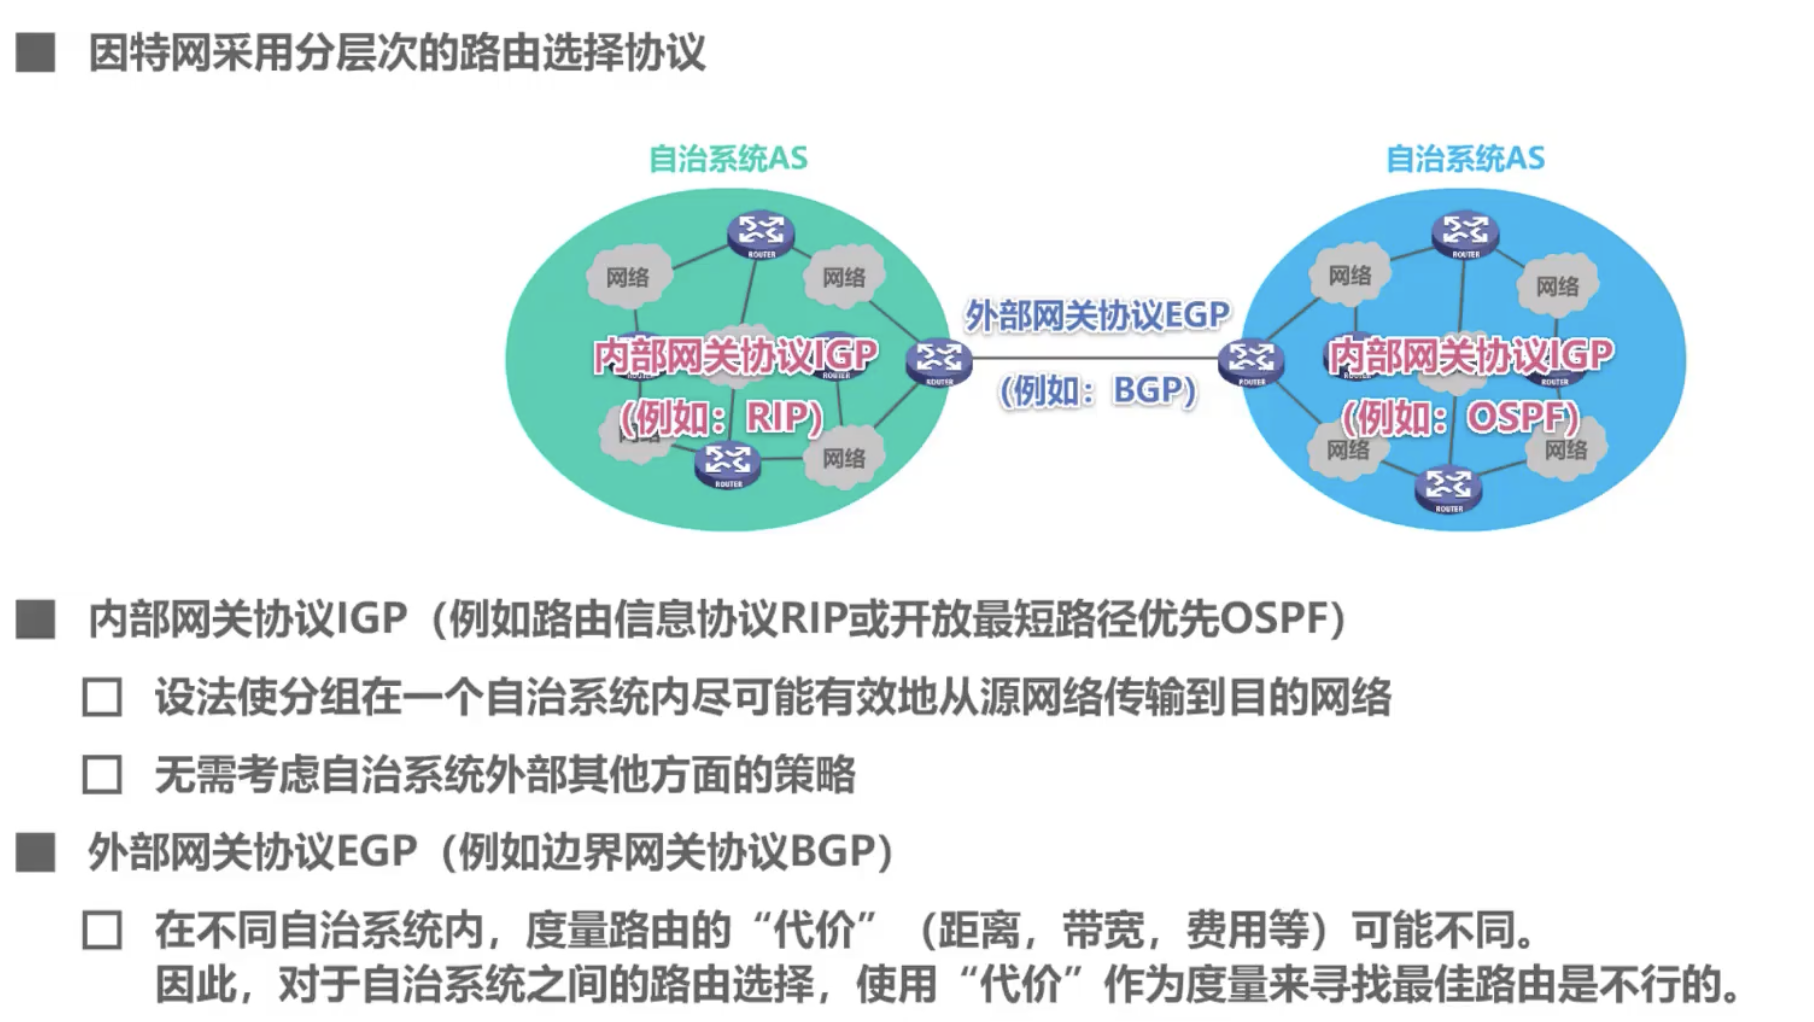 因特网采用分层次的路由选择协议
自治系统AS
自治系统AS
ROUTER
ROUTER
网络
网络
网络
网络
外部网关协议EGP
内部网关协议IGP
内部网关协议IGP
ROUTER
ROUTER
ROUTER
ROUTER
ROUTER
ROUTER
(例如：BGP)
(例如：RIP)
(例如：OSPF)
网络
网络
网络
网络
ROUTER
ROUTER
内部网关协议IGP（例如路由信息协议RIP或开放最短路径优先OSPF）
设法使分组在一个自治系统内尽可能有效地从源网络传输到目的网络
无需考虑自治系统外部其他方面的策略
外部网关协议EGP（例如边界网关协议BGP）
在不同自治系统内，度量路由的“代价”（距离，带宽，费用等）可能不同。
因此，对于自治系统之间的路由选择，使用“代价”作为度量来寻找最佳路由是不行的。